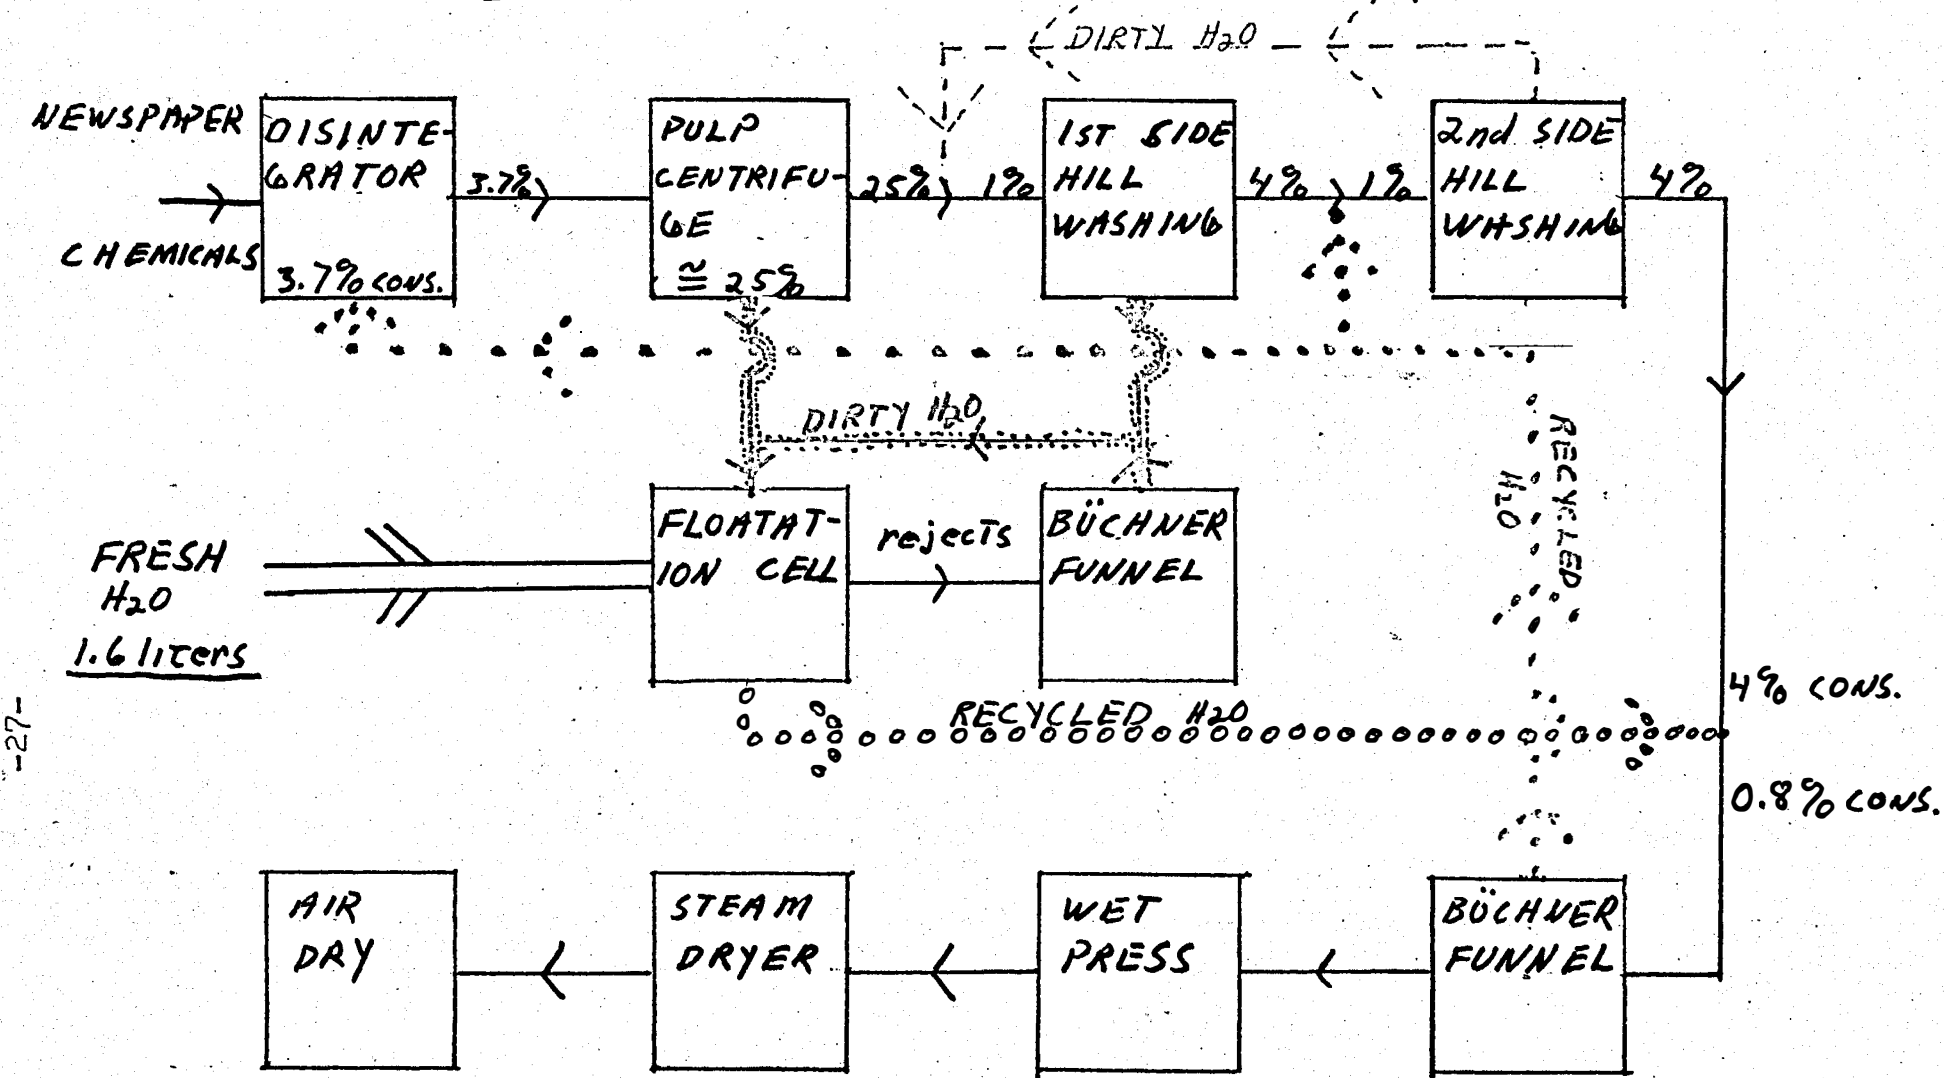 DIRTY H2O
NEWSPAPER
CHEMICALS
DISINTE-
GRATOR
3.7% CONS.
3.7%
PULP
CENTRIFU-
GE
≅ 25%
25%
1%
1ST SIDE
HILL
WASHING
4%
1%
2nd SIDE
HILL
WASHING
4%
DIRTY H2O
RECYCLED
H2O
FRESH
H2O
1.6 liters
FLOATAT-
ION CELL
rejects
BÜCHNER
FUNNEL
RECYCLED H2O
4% CONS.
0.8% CONS.
-27-
AIR
DRY
STEAM
DRYER
WET
PRESS
BÜCHNER
FUNNEL